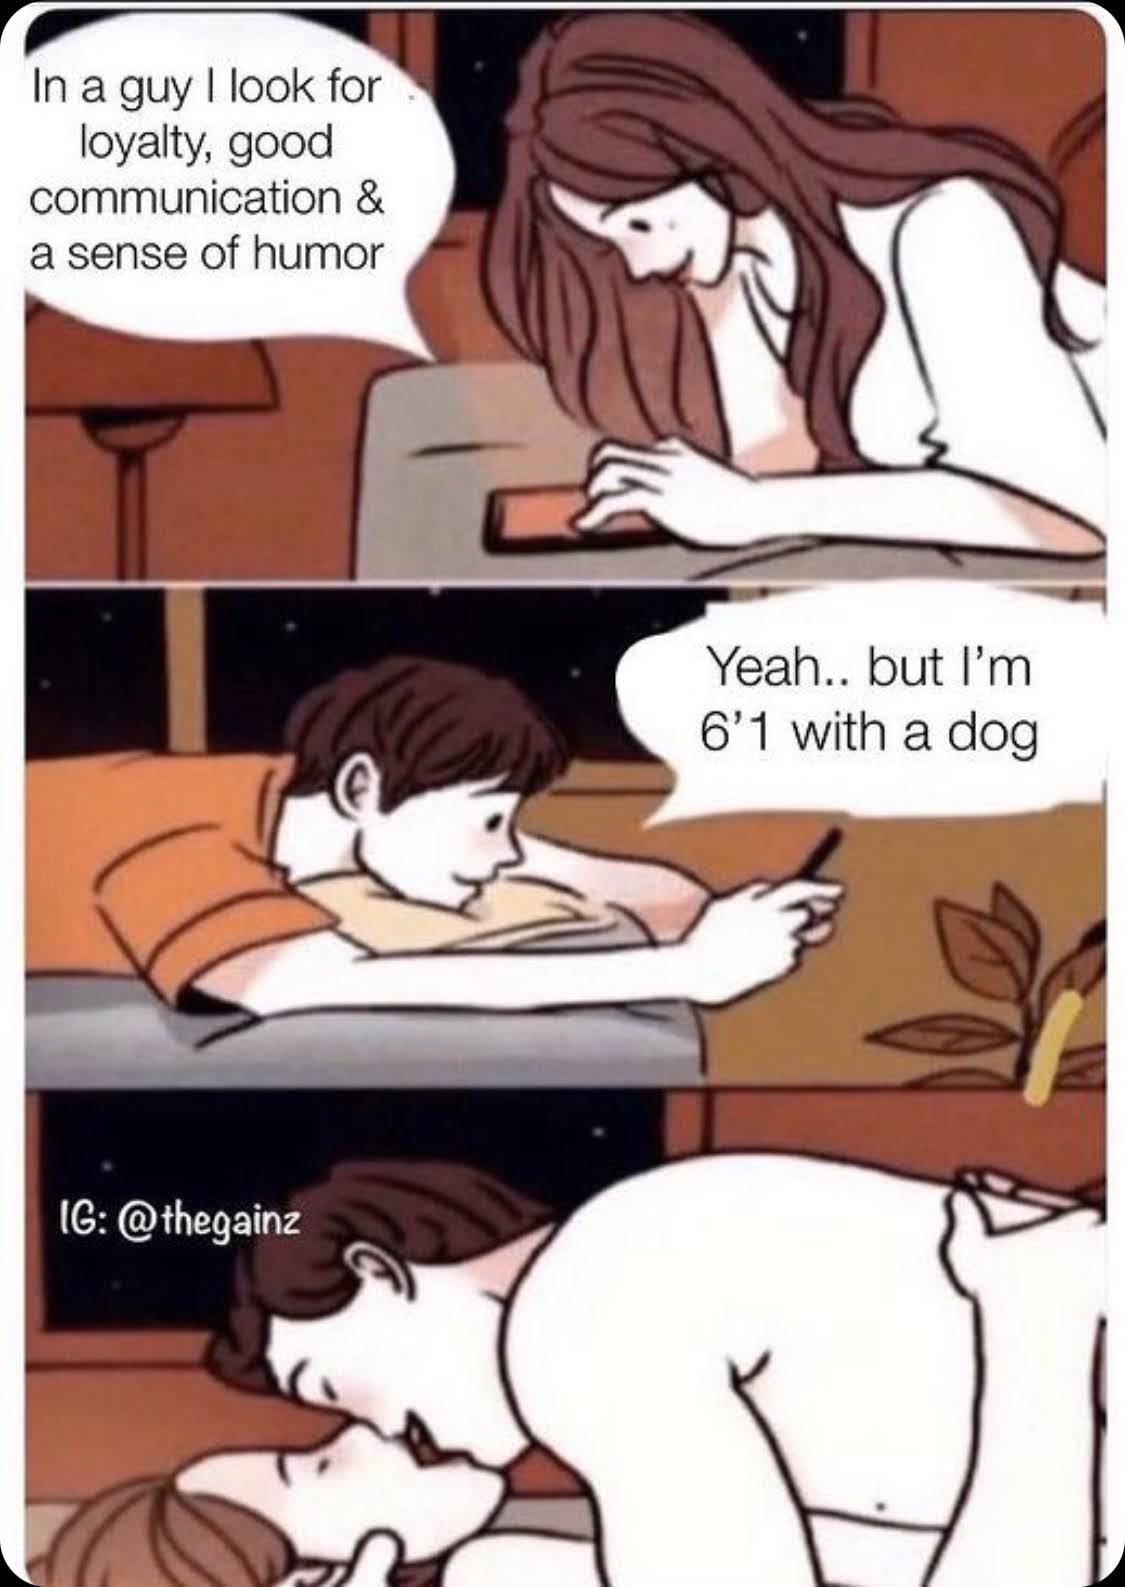 In a guy I look for
loyalty, good
communication &
a sense of humor
Yeah.. but I'm
6'1 with a dog
IG: @thegainz